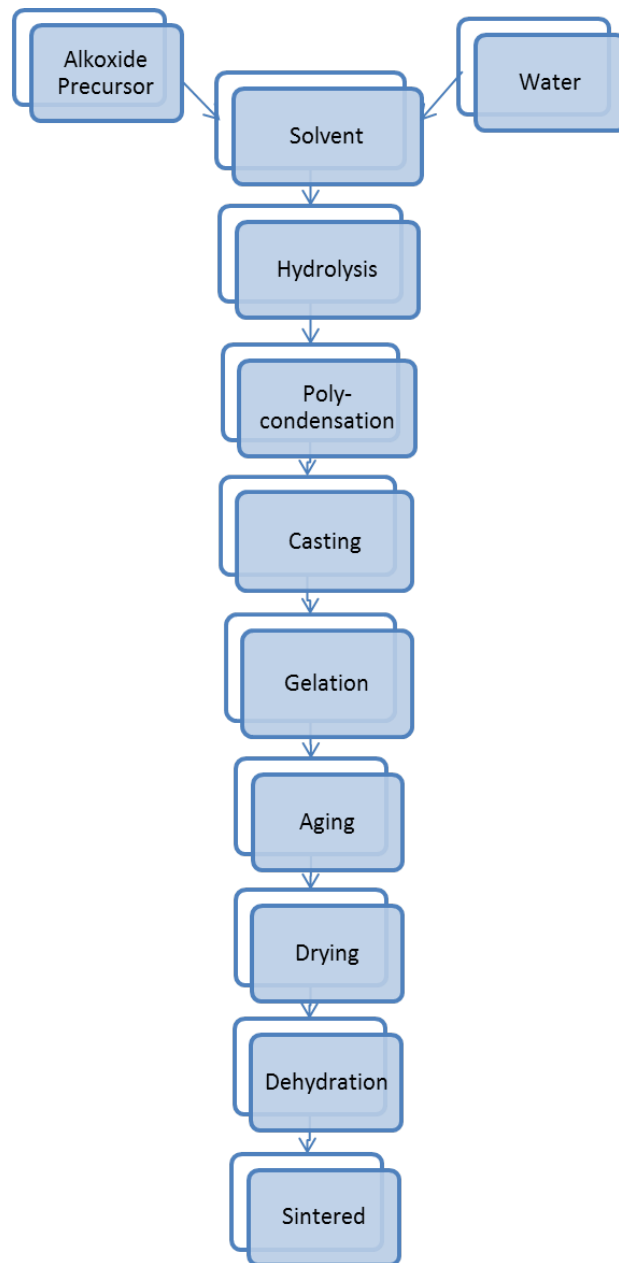 Alkoxide
Precursor
Water
Solvent
Hydrolysis
Poly-
condensation
Casting
Gelation
Aging
Drying
Dehydration
Sintered